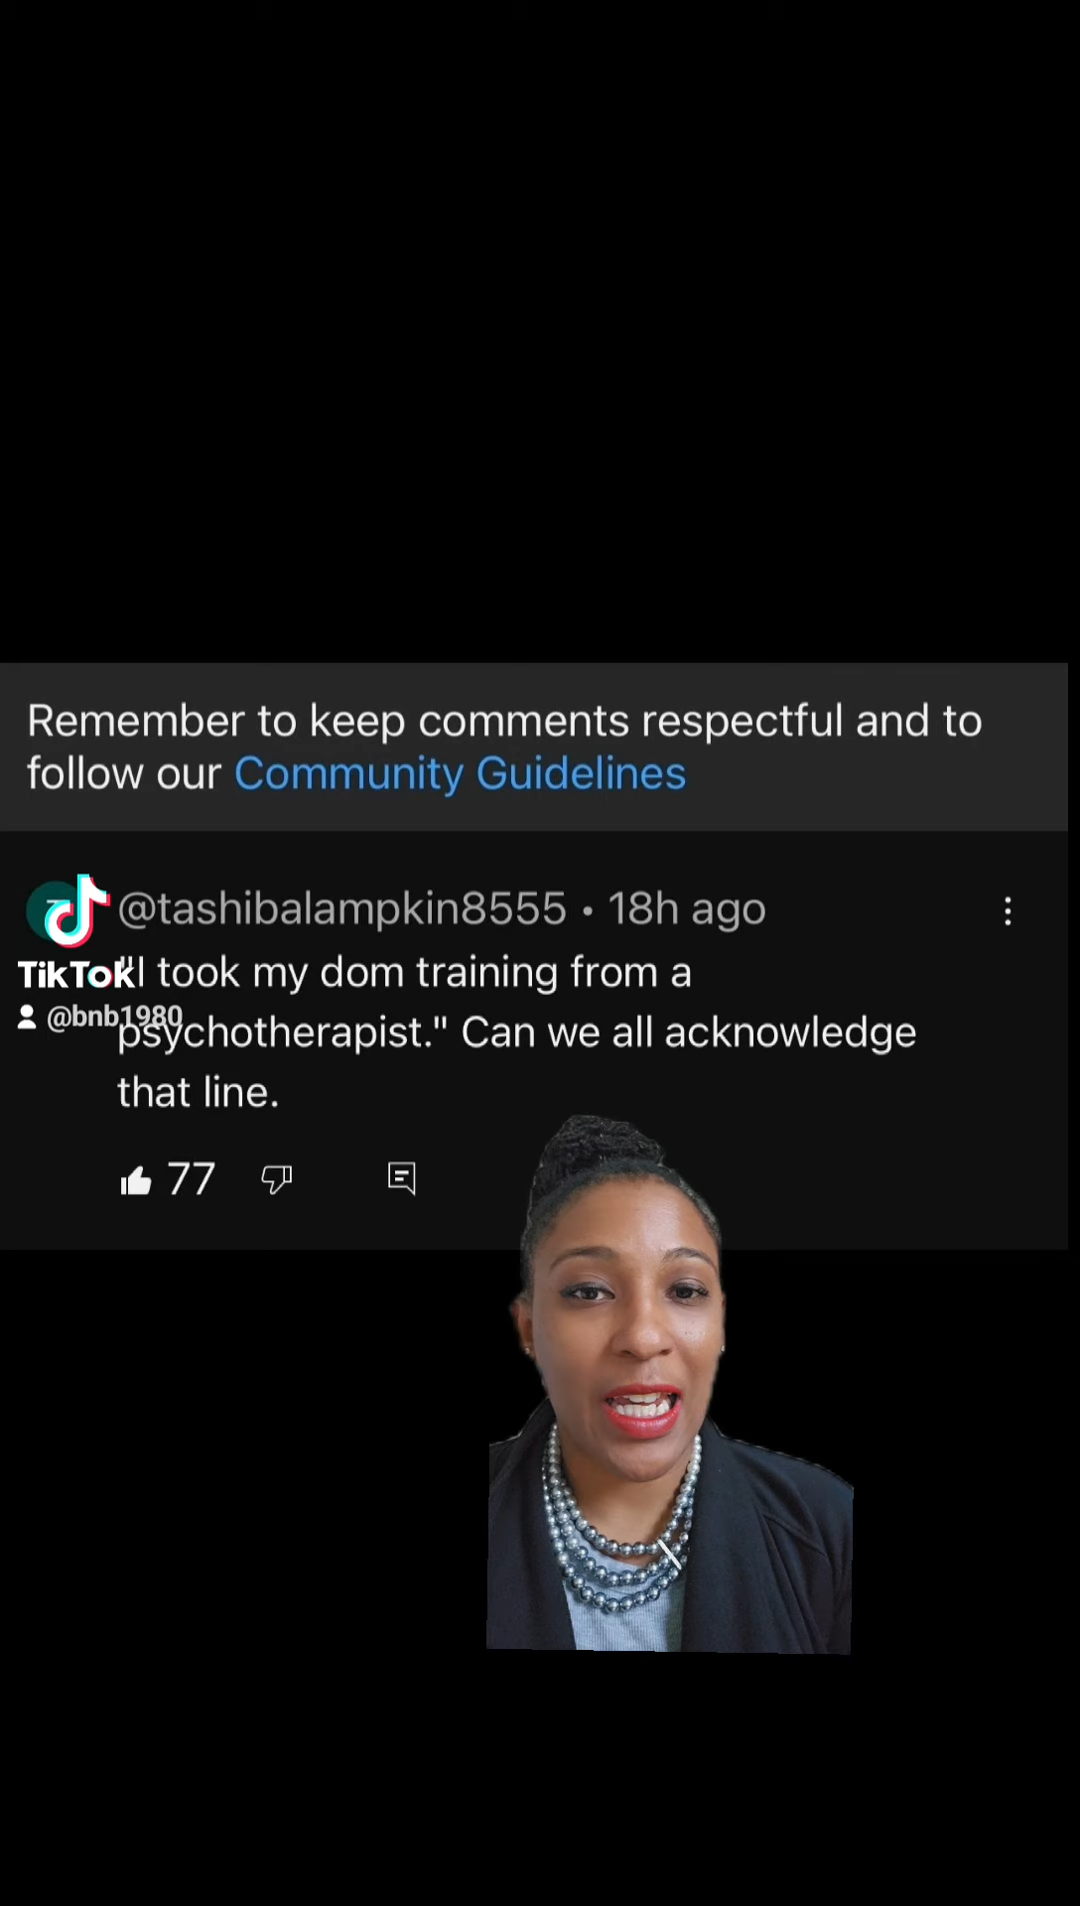 Remember to keep comments respectful and to
follow our Community Guidelines
@tashibalampkin8555 • 18h ago
TikTok
"I took my dom training from a
@bnb1980
psychotherapist." Can we all acknowledge
that line.
77